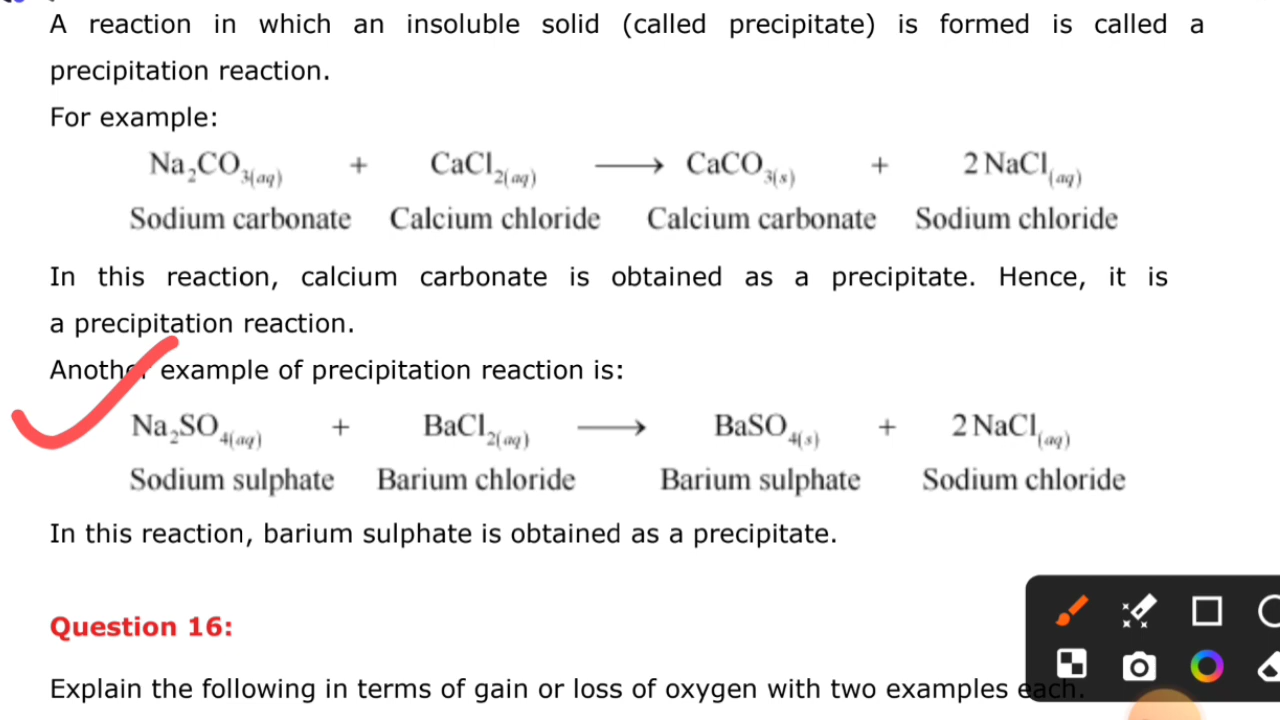 A reaction in which an insoluble solid (called precipitate) is formed is called a
precipitation reaction.
For example:
Na₂CO₃(aq) + CaCl₂(aq) ⟶ CaCO₃(s) + 2 NaCl(aq)
Sodium carbonate Calcium chloride Calcium carbonate Sodium chloride
In this reaction, calcium carbonate is obtained as a precipitate. Hence, it is
a precipitation reaction.
Another example of precipitation reaction is:
Na₂SO₄(aq) + BaCl₂(aq) ⟶ BaSO₄(s) + 2 NaCl(aq)
Sodium sulphate Barium chloride Barium sulphate Sodium chloride
In this reaction, barium sulphate is obtained as a precipitate.
Question 16:
Explain the following in terms of gain or loss of oxygen with two examples each.